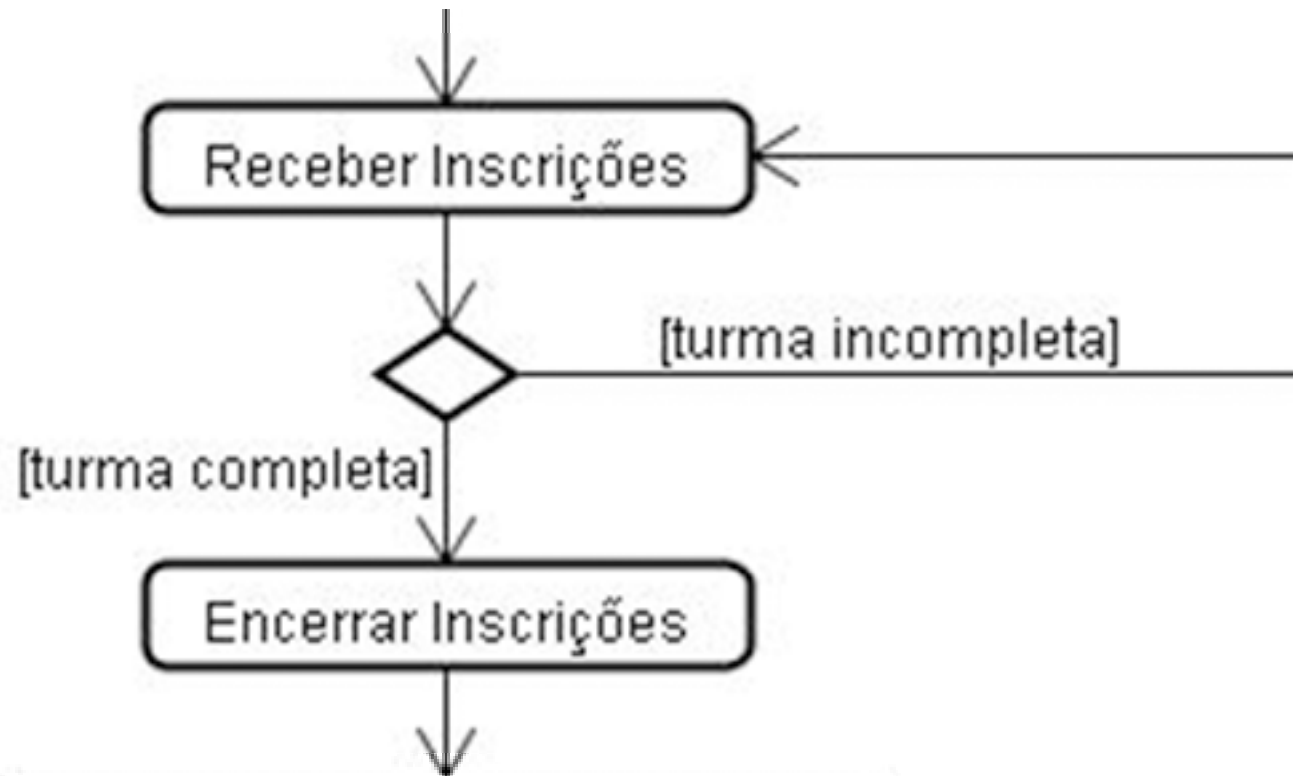 Receber Inscrições
[turma incompleta]
[turma completa]
Encerrar Inscrições